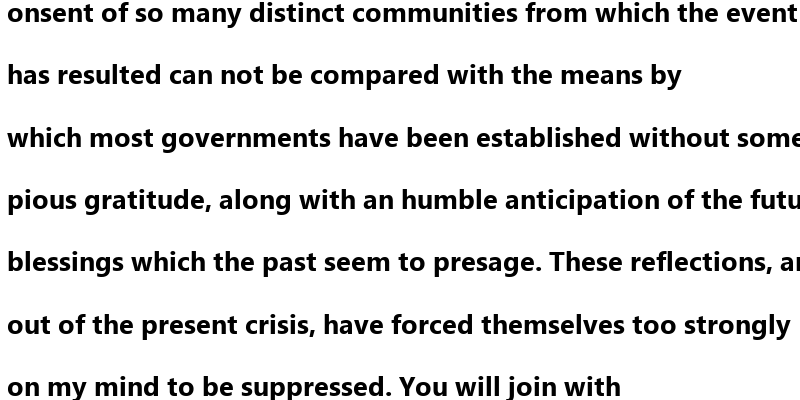 onsent of so many distinct communities from which the event
has resulted can not be compared with the means by
which most governments have been established without some
pious gratitude, along with an humble anticipation of the futu
blessings which the past seem to presage. These reflections, ar
out of the present crisis, have forced themselves too strongly
on my mind to be suppressed. You will join with